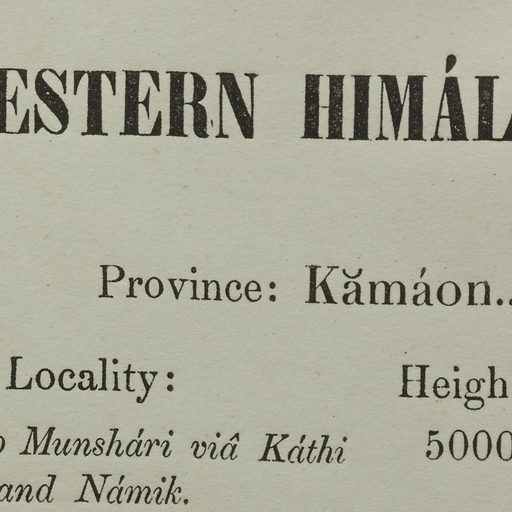 ESTERN HIMÁL
Province: Kămáon..
Locality: Heigh
o Munshári viâ Káthi 5000
and Námik.